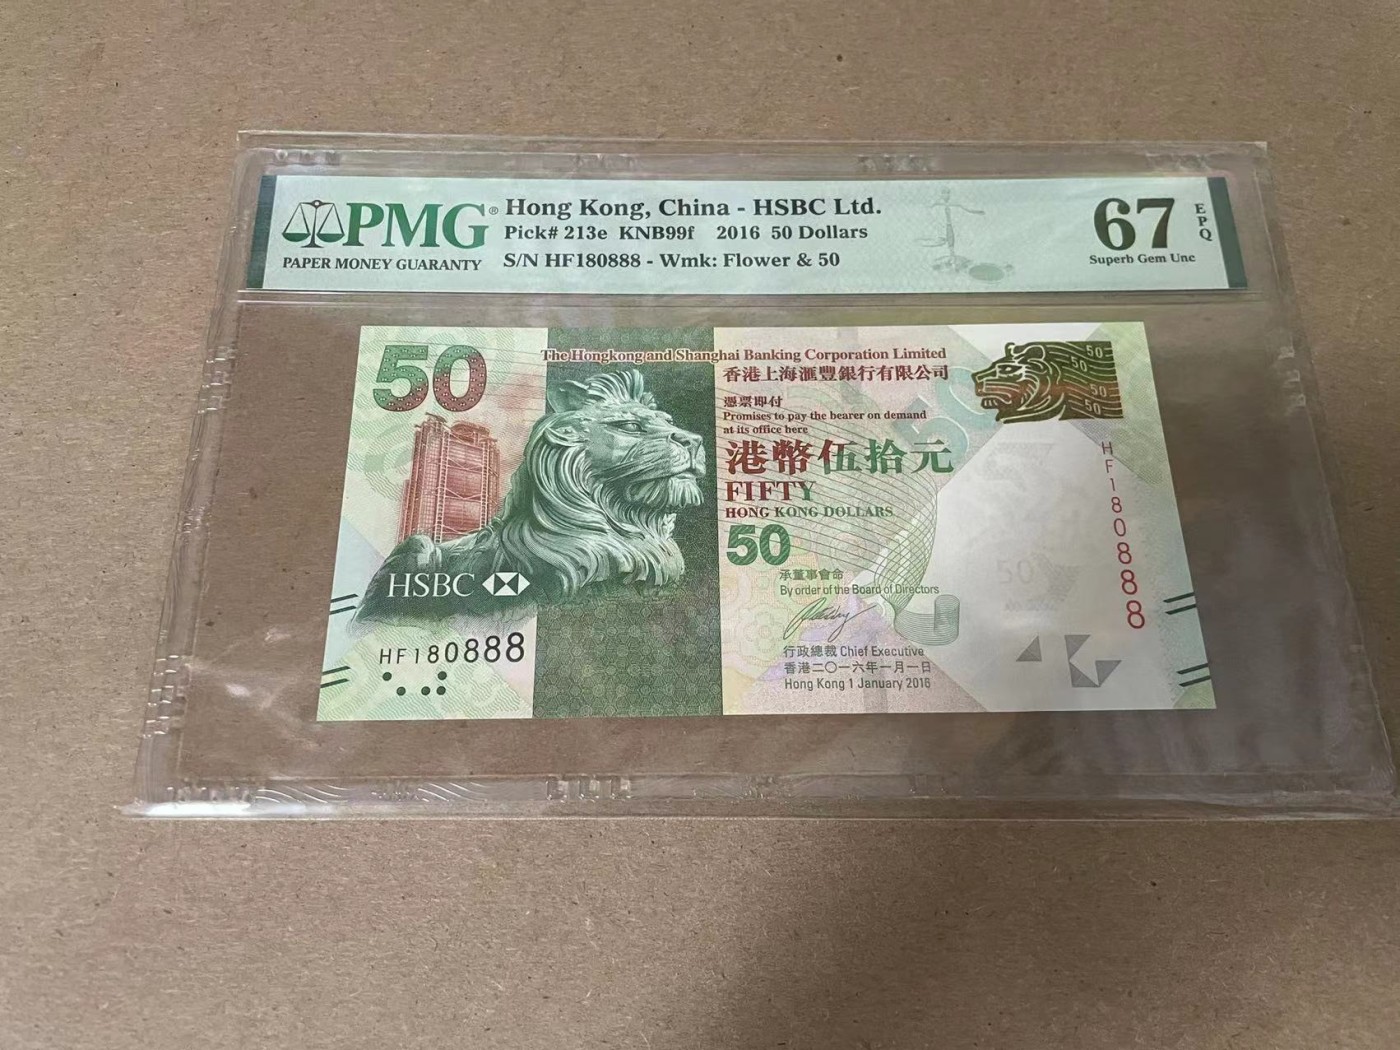 PMG®
PAPER MONEY GUARANTY
Hong Kong, China - HSBC Ltd.
Pick# 213e KNB99f 2016 50 Dollars
S/N HF180888 - Wmk: Flower & 50
67
EPQ
Superb Gem Unc
50
The Hongkong and Shanghai Banking Corporation Limited
香港上海滙豐銀行有限公司
憑票即付
Promises to pay the bearer on demand
at its office here
港幣伍拾元
FIFTY
HONG KONG DOLLARS
50
承董事會命
By order of the Board of Directors
行政總裁 Chief Executive
香港二〇一六年一月一日
Hong Kong 1 January 2016
HSBC
HF180888
50
50
50
50
HF180888
50